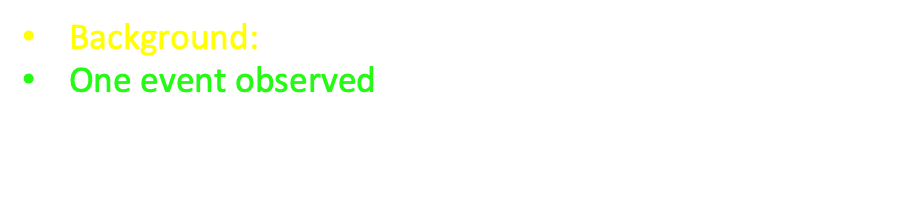 • Background:
• One event observed